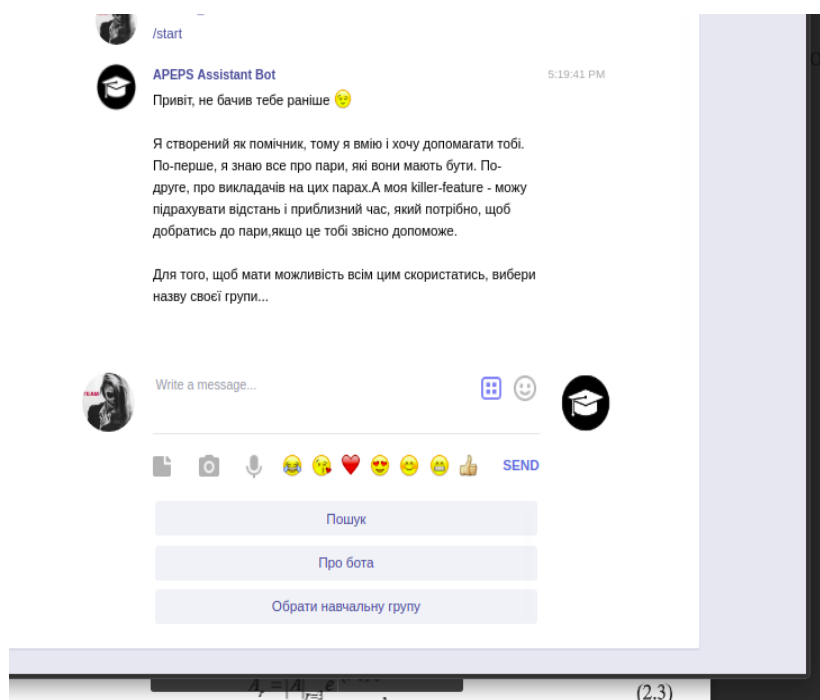 /start
APEPS Assistant Bot
5:19:41 PM
Привіт, не бачив тебе раніше 😉
Я створений як помічник, тому я вмію і хочу допомагати тобі.
По-перше, я знаю все про пари, які вони мають бути. По-
друге, про викладачів на цих парах.А моя killer-feature - можу
підрахувати відстань і приблизний час, який потрібно, щоб
добратись до пари,якщо це тобі звісно допоможе.
Для того, щоб мати можливість всім цим скористатись, вибери
назву своєї групи...
Write a message...
SEND
Пошук
Про бота
Обрати навчальну групу
(2.3)